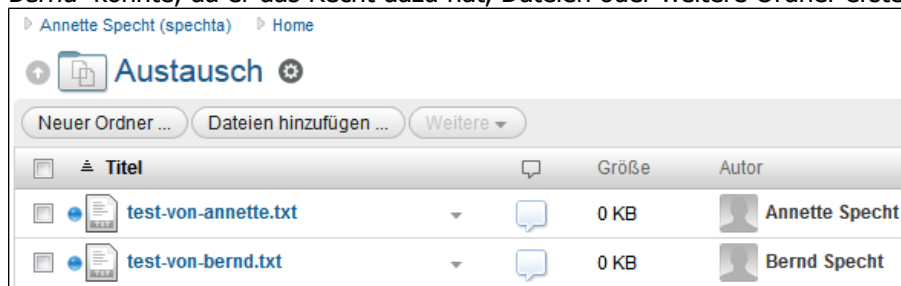 "Bernd" könnte, da er das Recht dazu hat, Dateien oder weitere Ordner
Annette Specht (spechta) Home
Austausch
Neuer Ordner ... Dateien hinzufügen ... Weitere
Titel Größe Autor
test-von-annette.txt 0 KB Annette Specht
test-von-bernd.txt 0 KB Bernd Specht